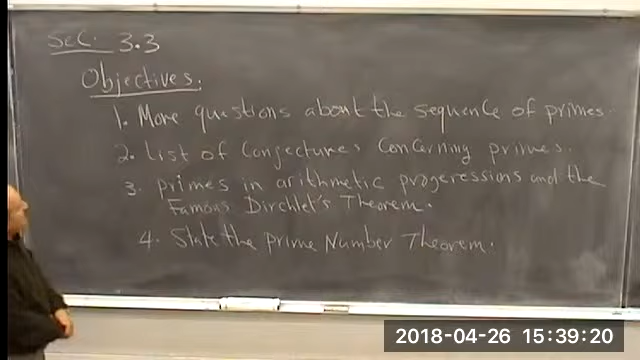 Sec. 3.3
Objectives.
1. More questions about the sequence of primes.
2. List of Conjectures Concerning primes.
3. primes in arithmetic progeressions and the
Famous Dirchlet's Theorem.
4. State the prime Number Theorem.
2018-04-26 15:39:20